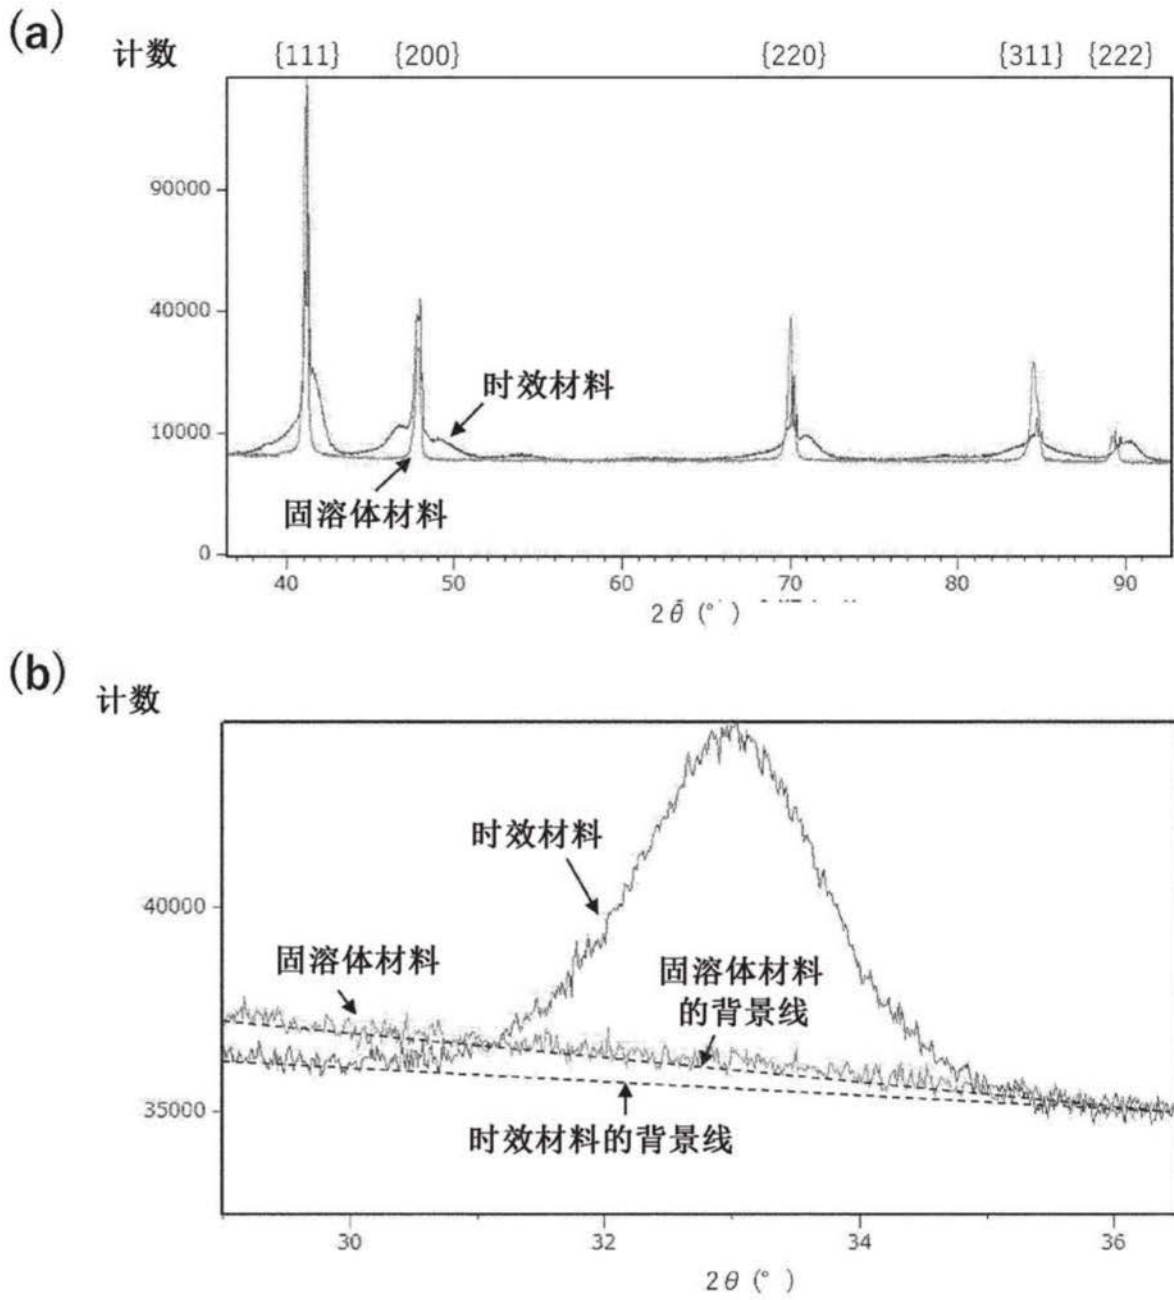 (a)
计数 {111} {200} {220} {311} {222}
90000
40000
10000
0
时效材料
固溶体材料
40 50 60 70 80 90
2θ (°)
(b)
计数
40000
35000
时效材料
固溶体材料
固溶体材料
的背景线
时效材料的背景线
30 32 34 36
2θ (°)